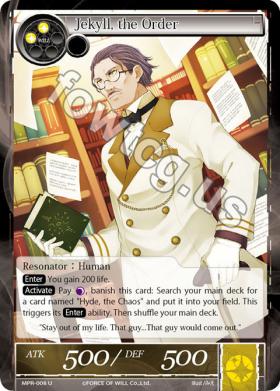 Jekyll, the Order
WILL
fowtcg.us
Resonator : Human
Enter You gain 200 life.
Activate Pay , banish this card: Search your main deck for
a card named "Hyde, the Chaos" and put it into your field. This
triggers its Enter ability. Then shuffle your main deck.
"Stay out of my life. That guy...That guy would come out."
ATK 500 / DEF 500
MPR-006 U ©FORCE OF WILL Co.,Ltd.